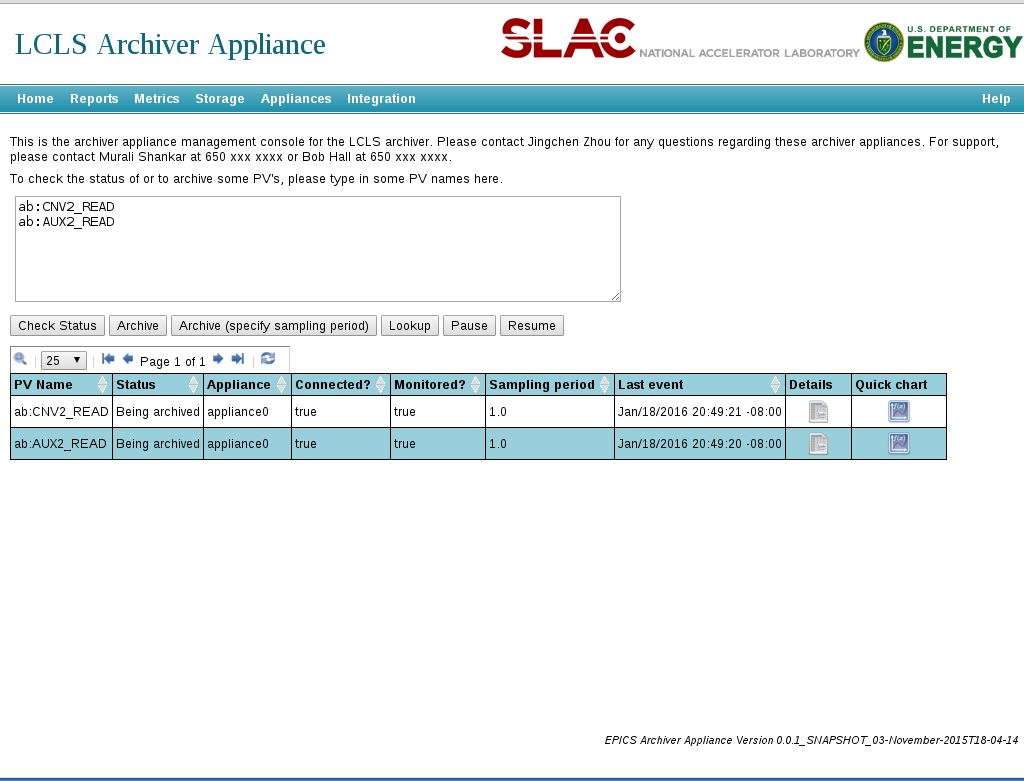 LCLS Archiver Appliance
SLAC NATIONAL ACCELERATOR LABORATORY
U.S. DEPARTMENT OF
ENERGY
Home Reports Metrics Storage Appliances Integration Help
This is the archiver appliance management console for the LCLS archiver. Please contact Jingchen Zhou for any questions regarding these archiver appliances. For support,
please contact Murali Shankar at 650 xxx xxxx or Bob Hall at 650 xxx xxxx.
To check the status of or to archive some PV's, please type in some PV names here.
ab:CNV2_READ
ab:AUX2_READ
Check Status Archive Archive (specify sampling period) Lookup Pause Resume
25 Page 1 of 1
PV Name Status Appliance Connected? Monitored? Sampling period Last event Details Quick chart
ab:CNV2_READ Being archived appliance0 true true 1.0 Jan/18/2016 20:49:21 -08:00
ab:AUX2_READ Being archived appliance0 true true 1.0 Jan/18/2016 20:49:20 -08:00
EPICS Archiver Appliance Version 0.0.1_SNAPSHOT_03-November-2015T18-04-14